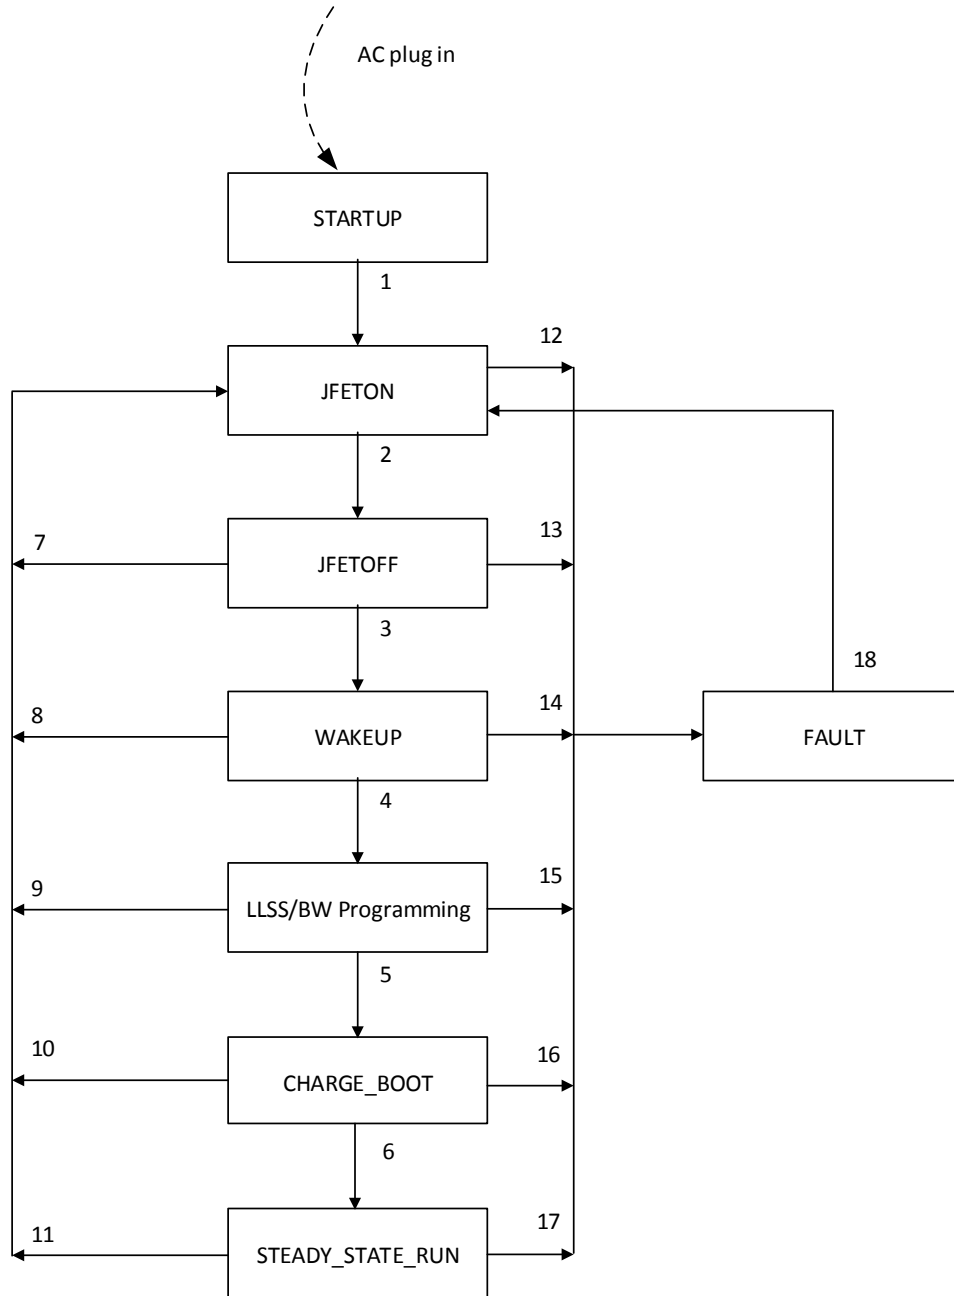 AC plug in
STARTUP
1
12
JFETON
2
7
JFETOFF
13
3
18
8
WAKEUP
14
FAULT
4
9
LLSS/BW Programming
15
5
10
CHARGE_BOOT
16
6
11
STEADY_STATE_RUN
17